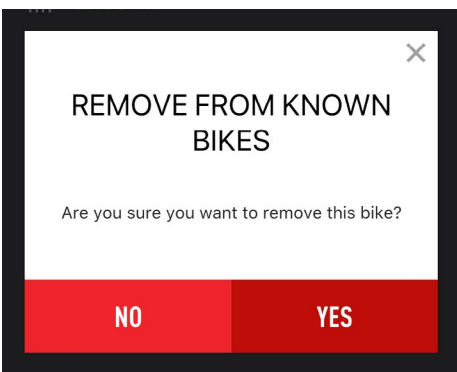 REMOVE FROM KNOWN
BIKES
Are you sure you want to remove this bike?
NO
YES